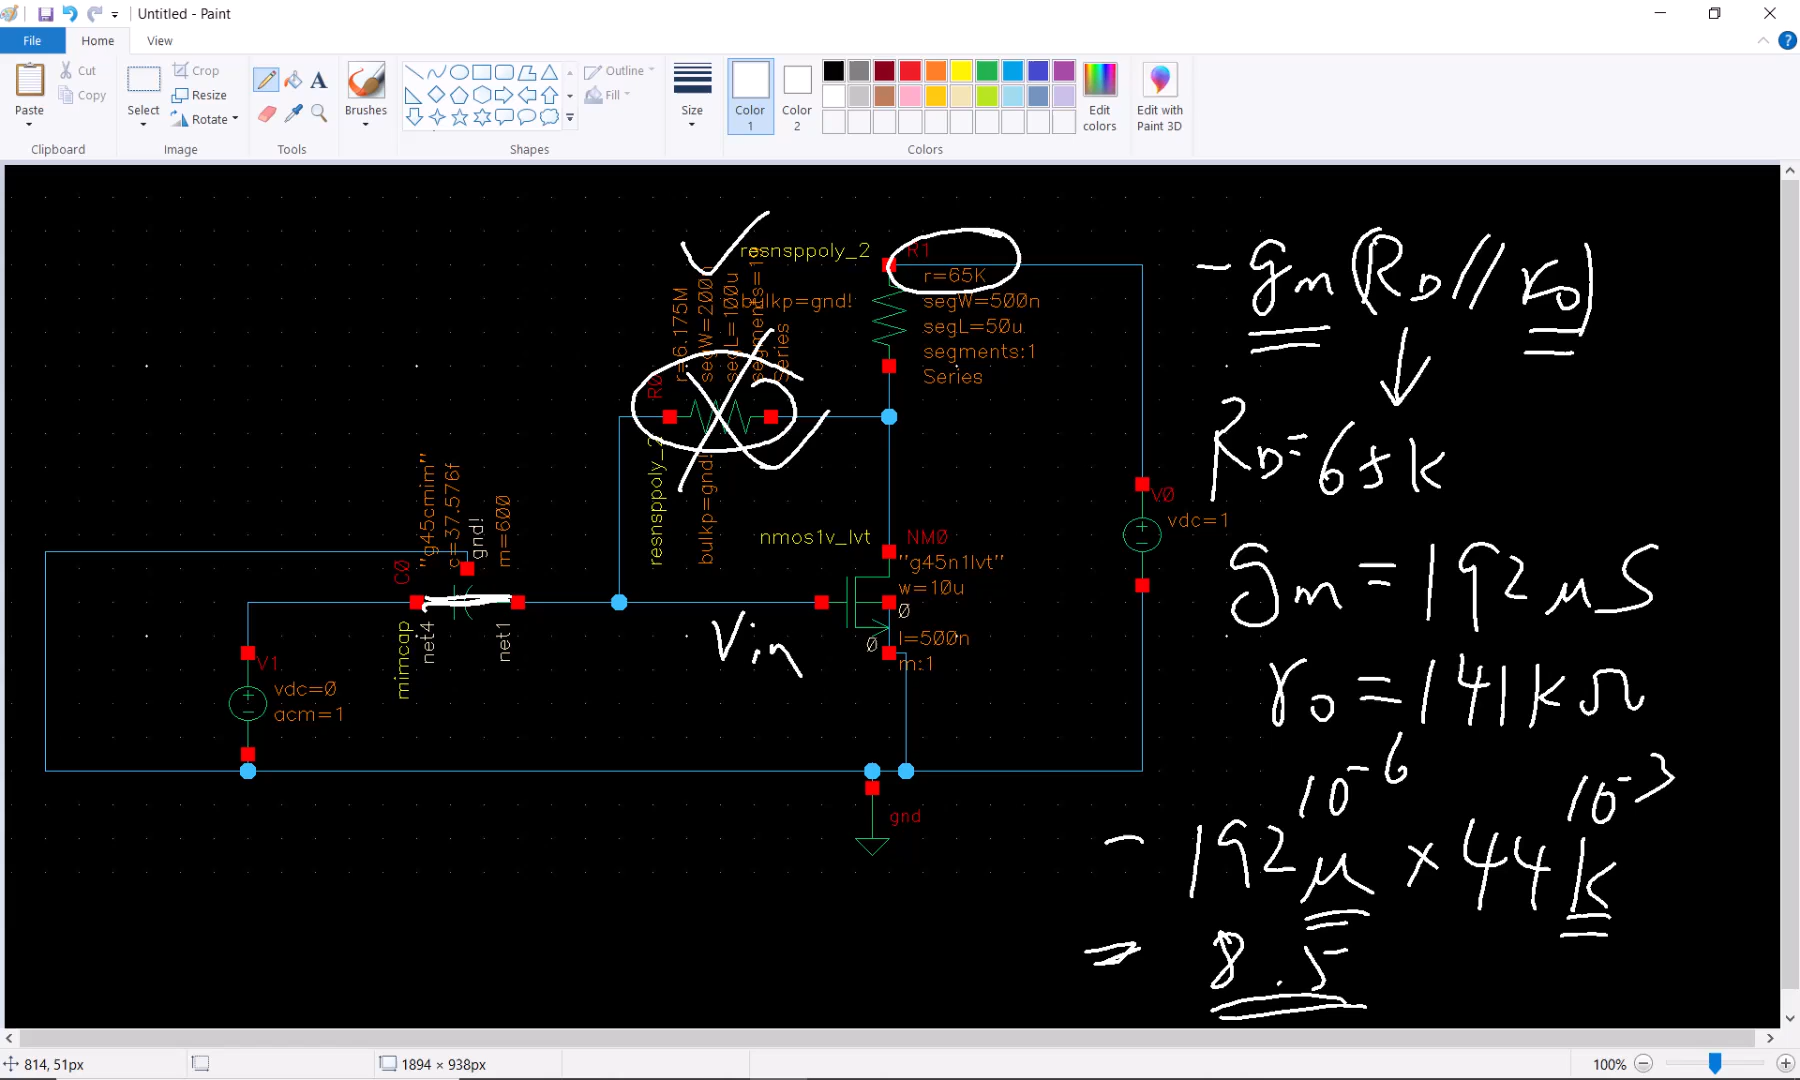 Untitled - Paint
File
Home
View
Paste
Cut
Copy
Clipboard
Select
Crop
Resize
Rotate
Image
Tools
Brushes
Shapes
Outline
Fill
Size
Color 1
Color 2
Edit colors
Edit with Paint 3D
Colors
resnsppoly_2
R1
r=65K
bulkp=gnd!
segW=500n
segL=50u
segments:1
Series
R0
r=6.175M
segL=100u
Series
resnsppoly_2
bulkp=gnd!
C0
"g45cmim"
c=37.576f
gnd!
m=600
mimcap
net4
net1
nmos1v_lvt
NM0
"g45n1lvt"
w=10u
0
0
l=500n
m:1
Vin
V0
vdc=1
V1
vdc=0
acm=1
gnd
-gm(RD//ro)
RD=65k
gm=192μS
ro=141kΩ
10-6
10-3
-192μ×44k
= 8.5
814, 51px
1894 × 938px
100%